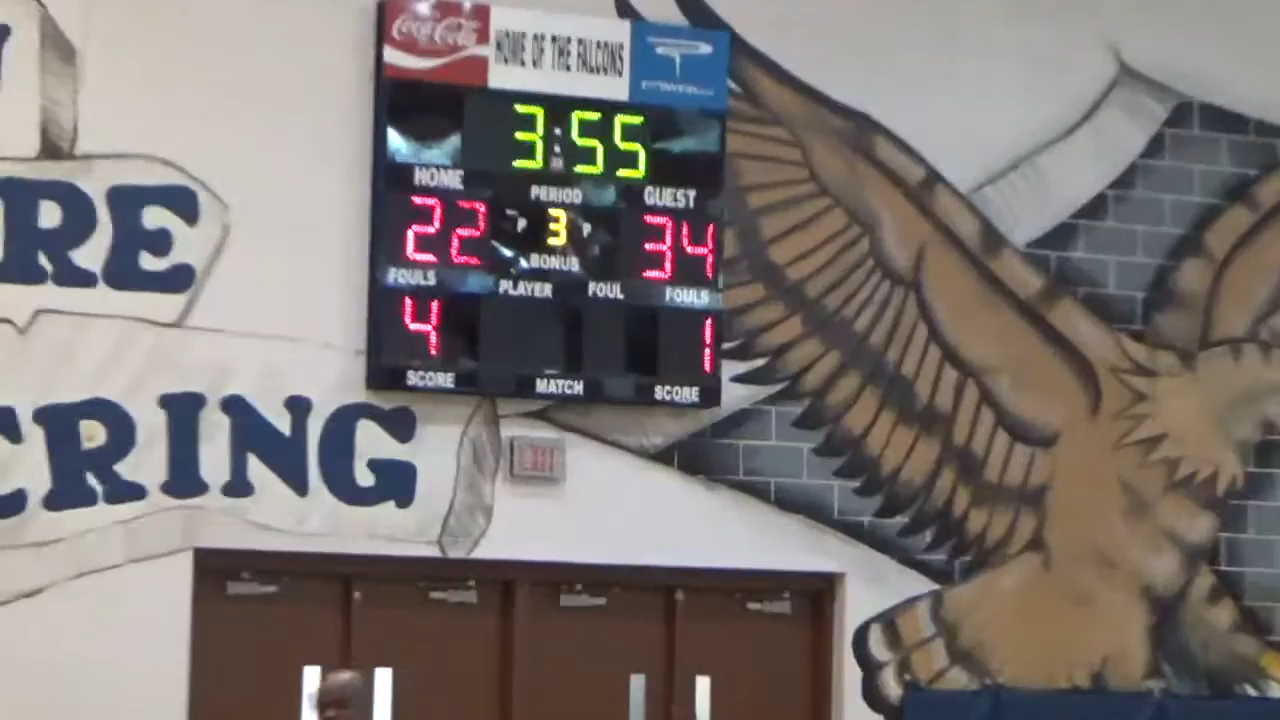 Coca-Cola HOME OF THE FALCONS
3:55
HOME PERIOD GUEST
22 P 3 P 34
BONUS
FOULS PLAYER FOUL FOULS
4 1
SCORE MATCH SCORE
RE
RING